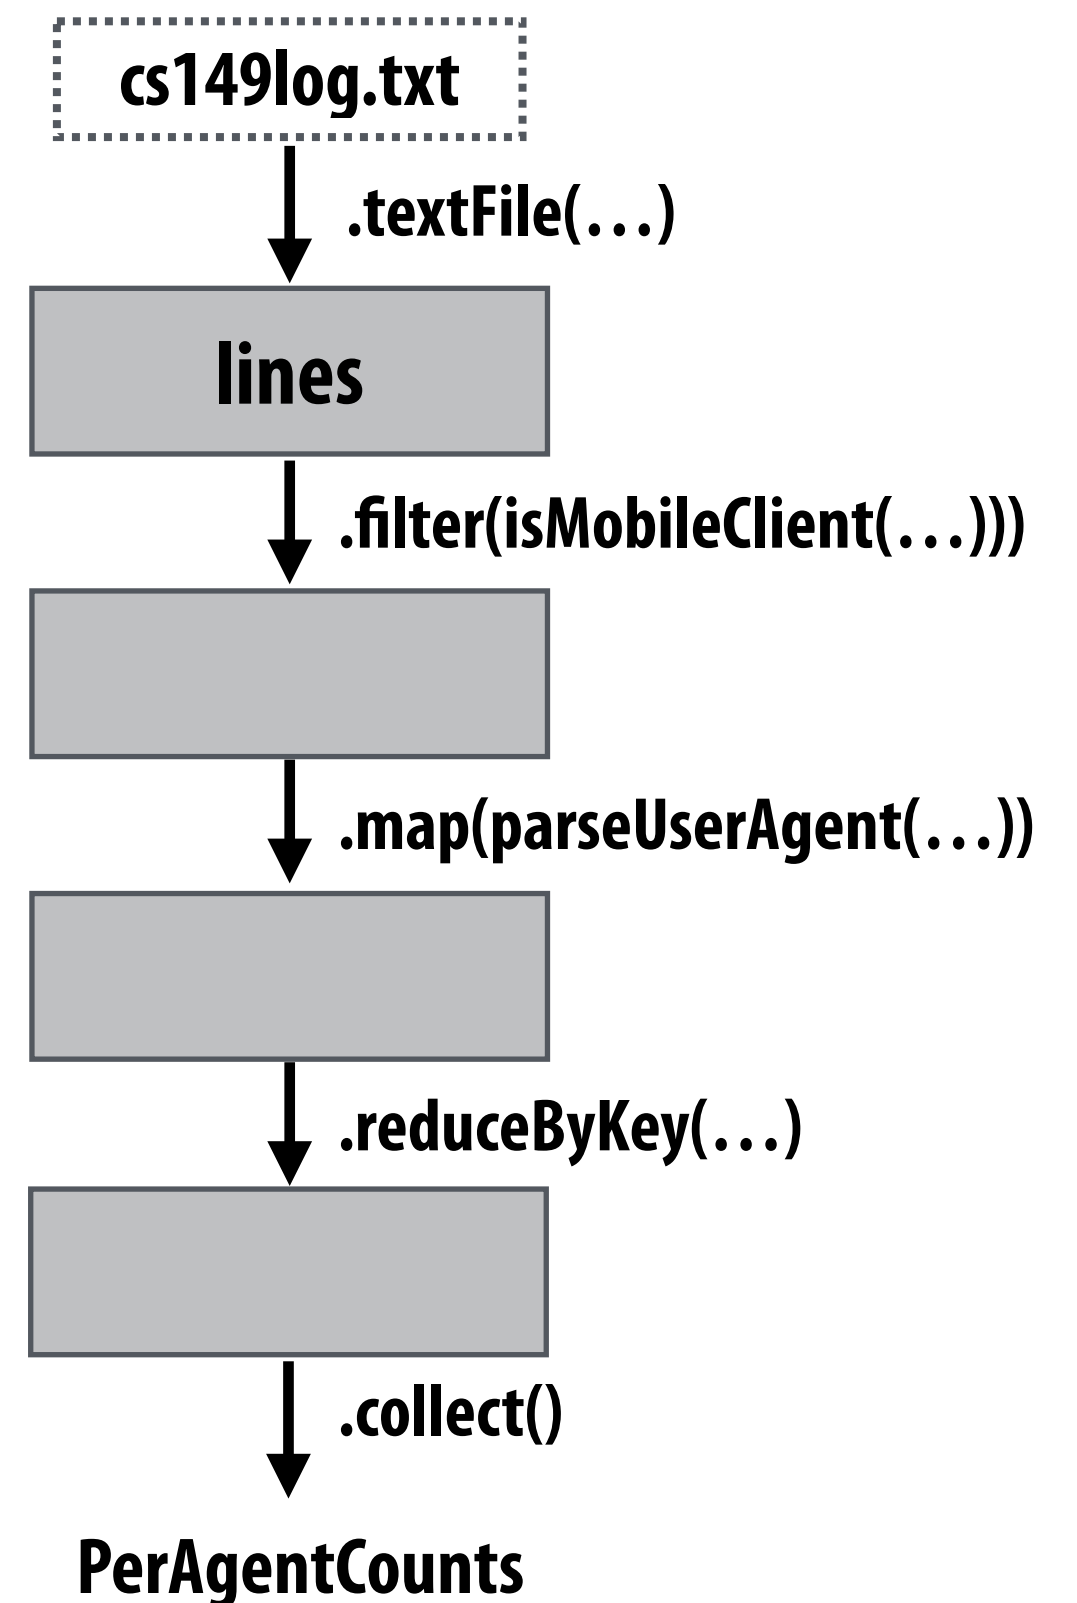 cs149log.txt
.textFile(...)
lines
.filter(isMobileClient(...)))
.map(parseUserAgent(...))
.reduceByKey(...)
.collect()
PerAgentCounts